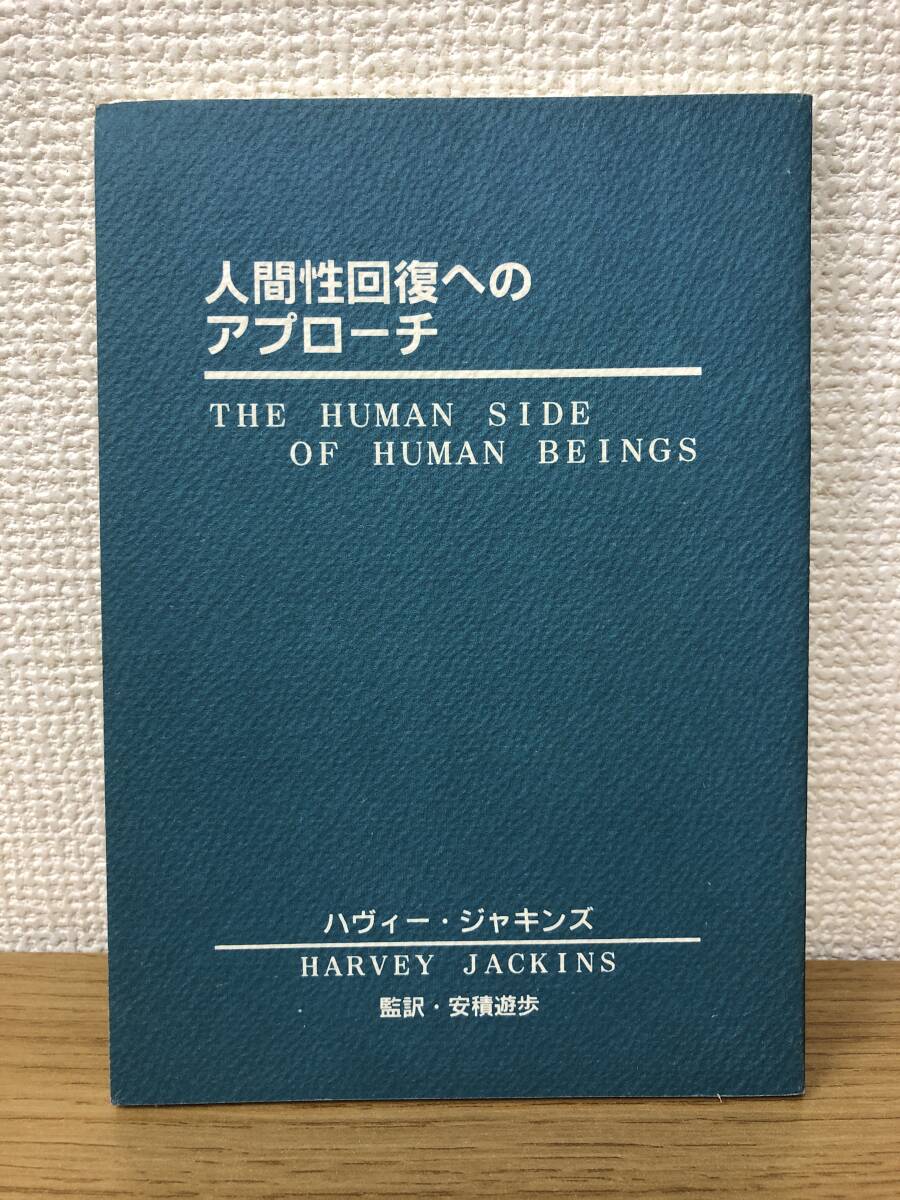 人間性回復への
アプローチ
THE HUMAN SIDE
OF HUMAN BEINGS
ハヴィー・ジャキンズ
HARVEY JACKINS
監訳・安積遊歩